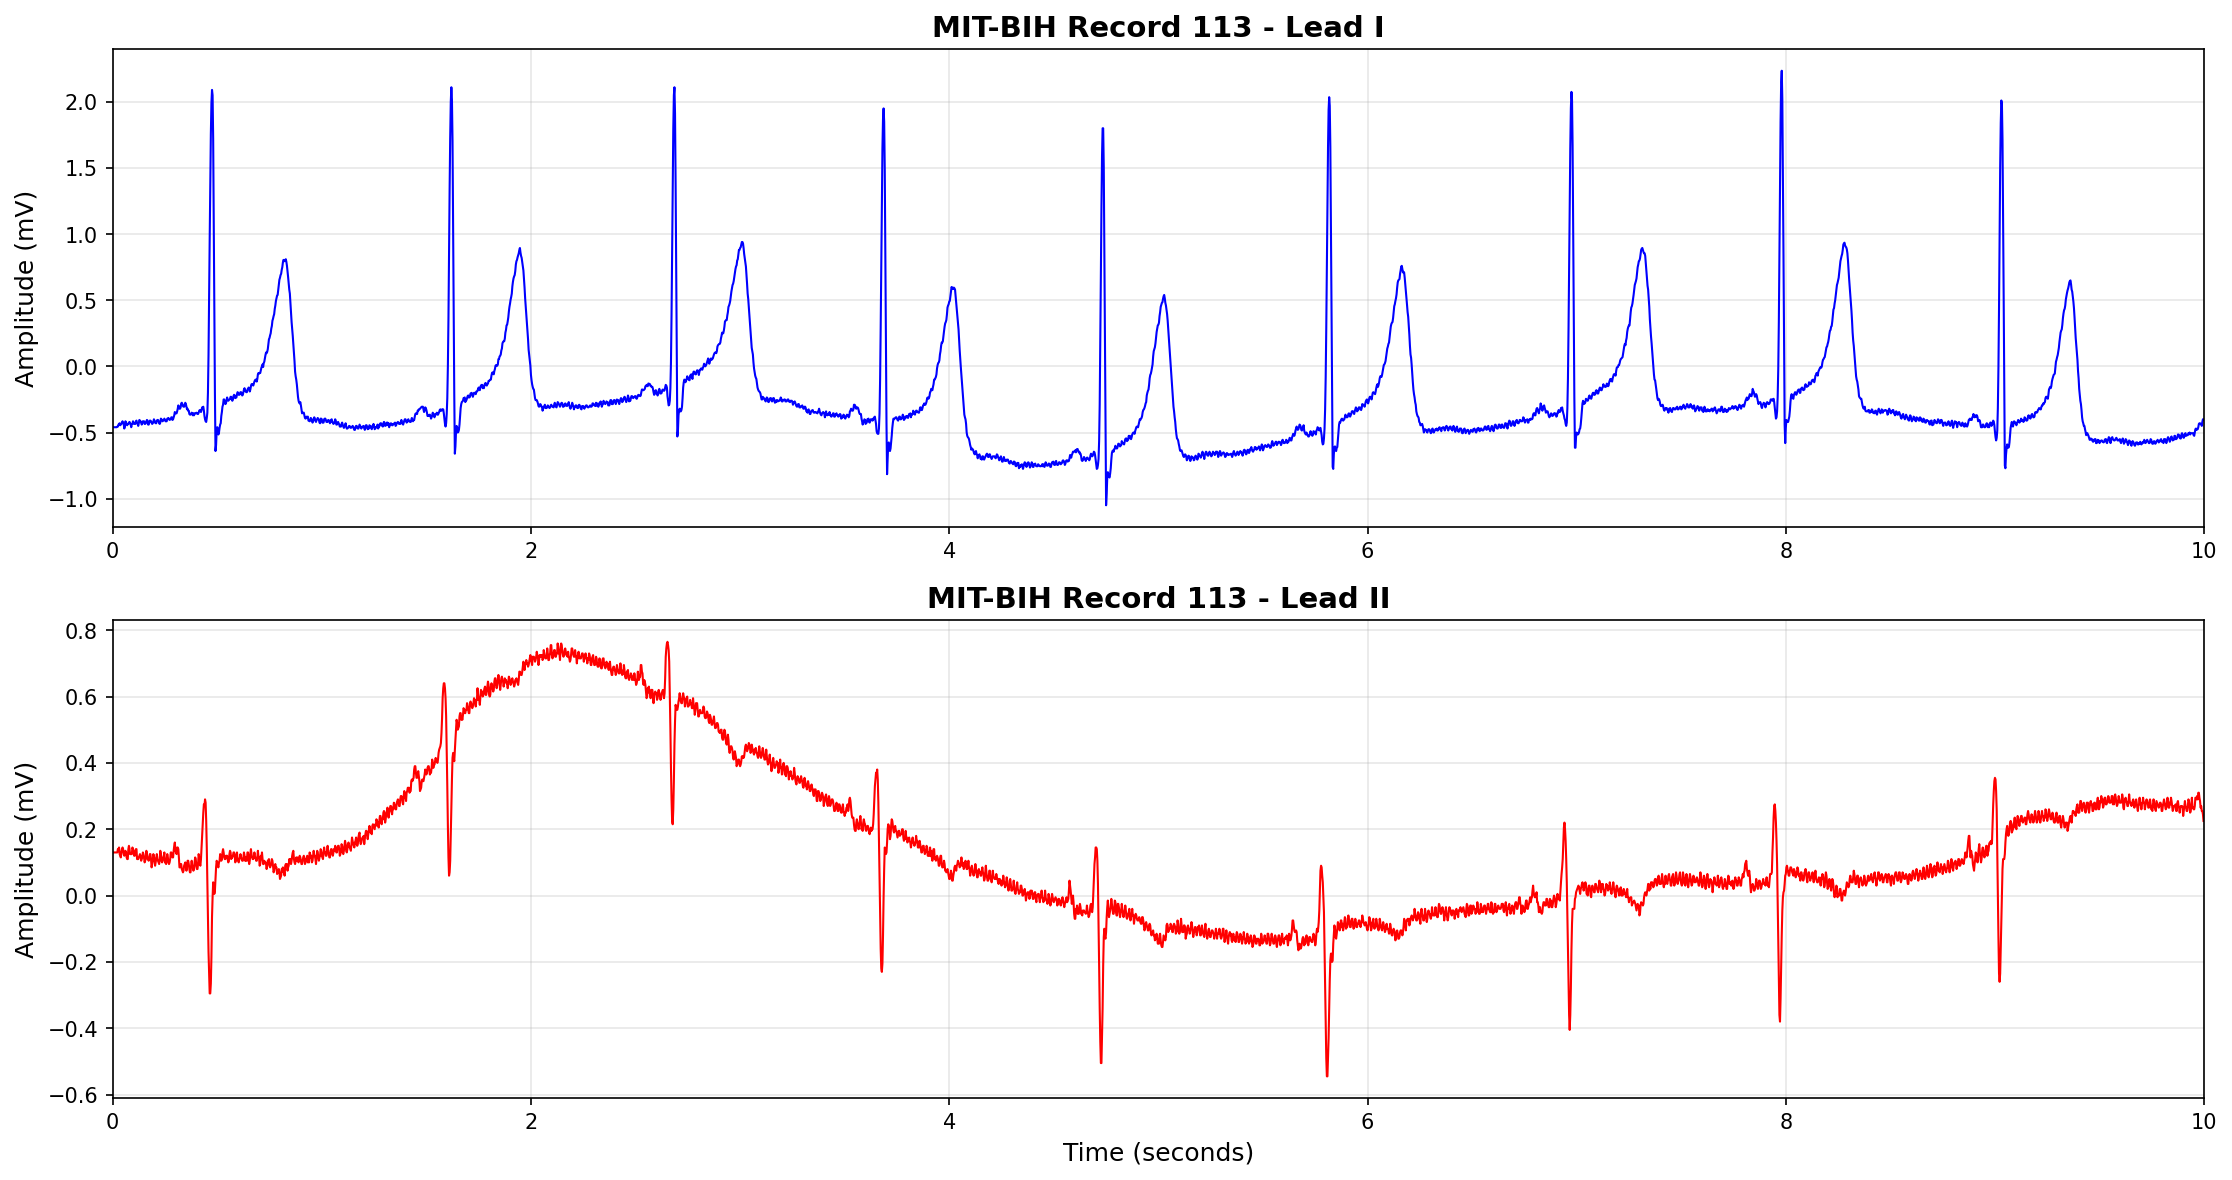 MIT-BIH Record 113 - Lead I
Amplitude (mV)
2.0
1.5
1.0
0.5
0.0
−0.5
−1.0
0 2 4 6 8 10
MIT-BIH Record 113 - Lead II
Amplitude (mV)
0.8
0.6
0.4
0.2
0.0
−0.2
−0.4
−0.6
0 2 4 6 8 10
Time (seconds)